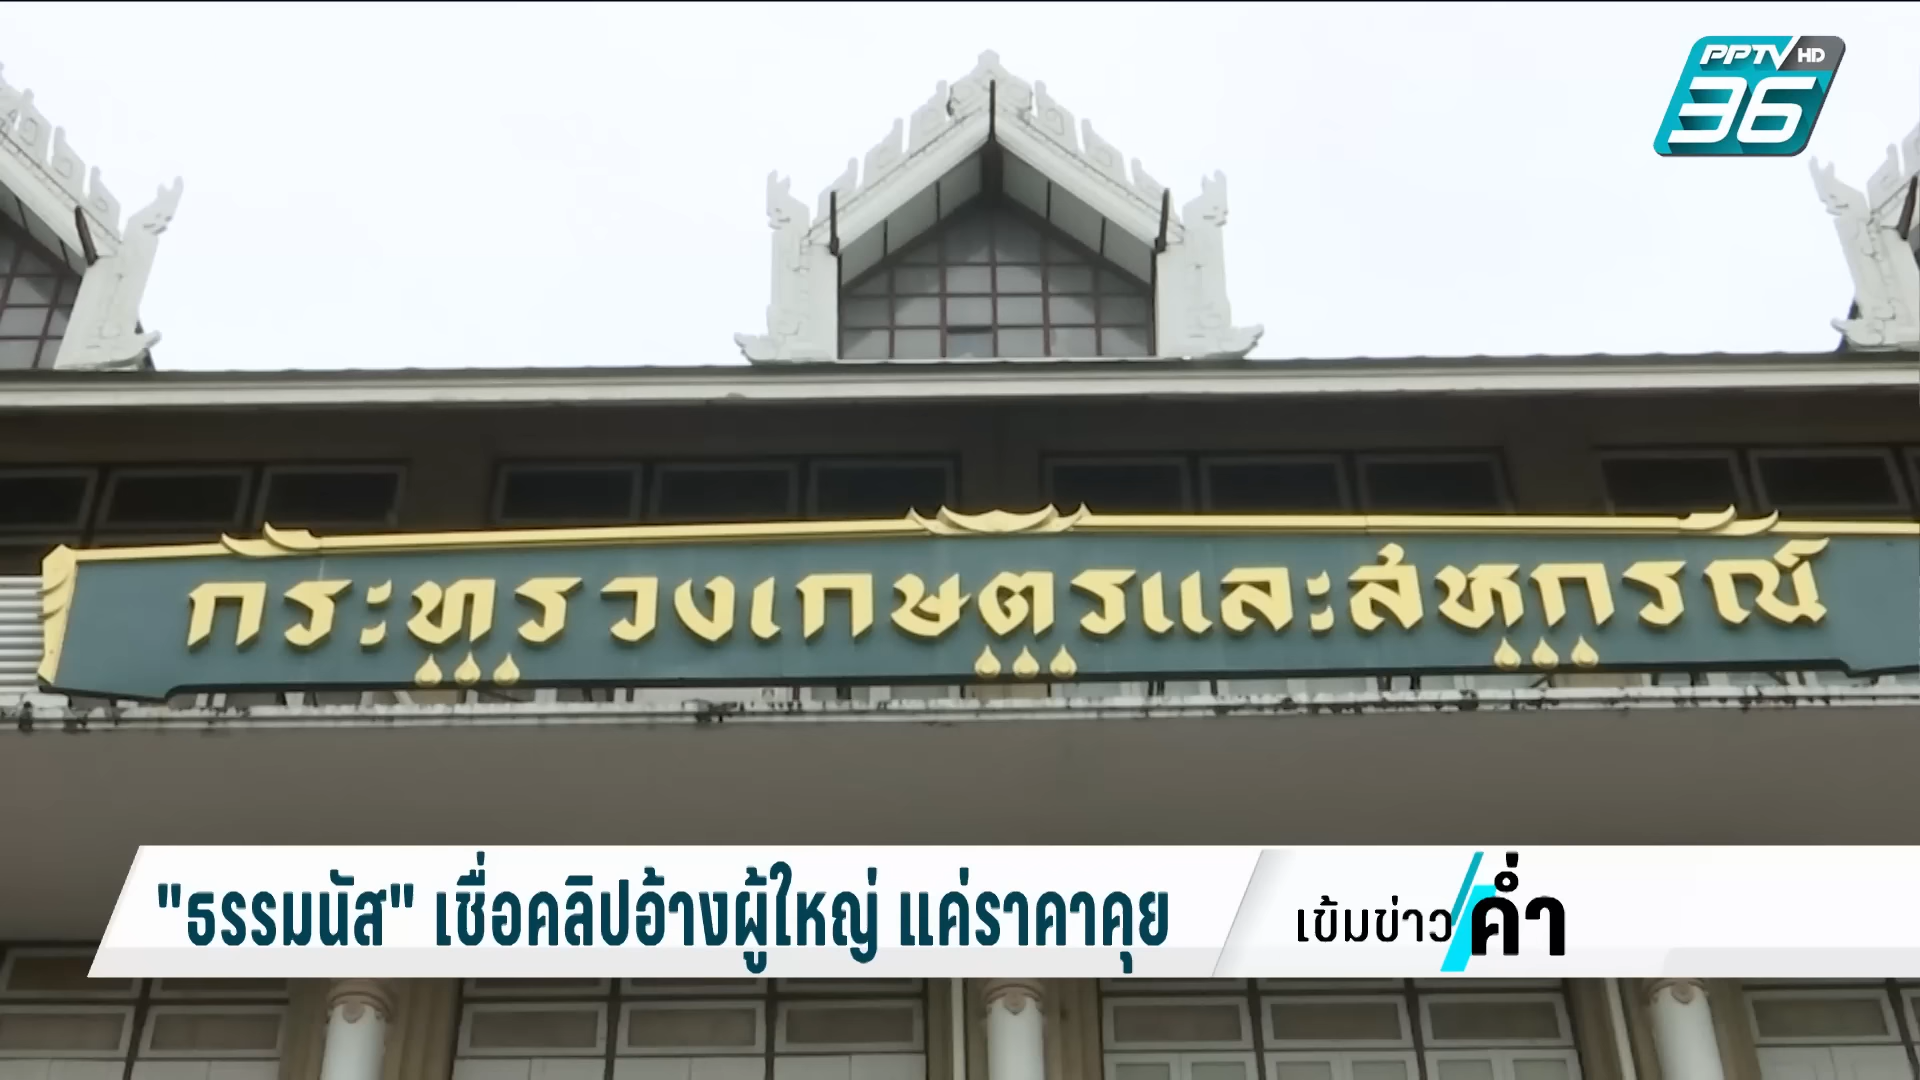 PPTV HD
36
กระทรวงเกษตรและสหกรณ์
"ธรรมนัส" เชื่อคลิปอ้างผู้ใหญ่ แค่ราคาคุย
เข้มข่าวค่ำ